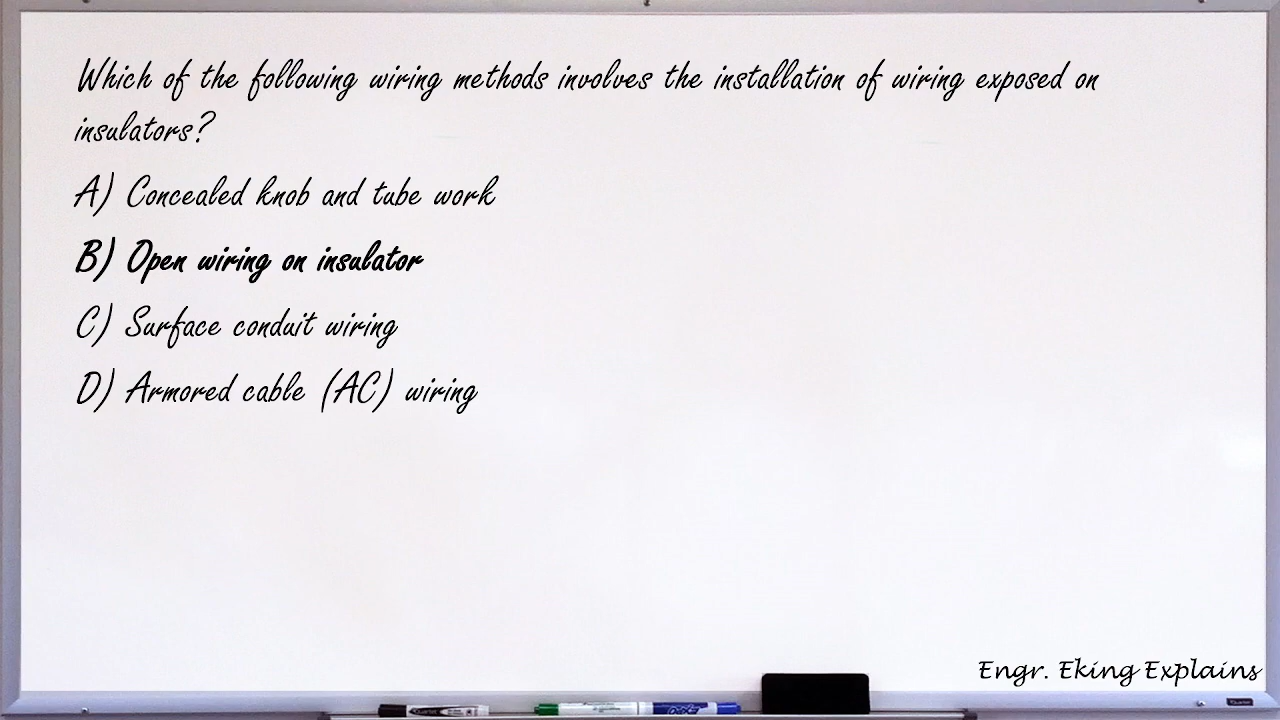 Which of the following wiring methods involves the installation of wiring exposed on
insulators?
A) Concealed knob and tube work
B) Open wiring on insulator
C) Surface conduit wiring
D) Armored cable (AC) wiring
Engr. Eking Explains